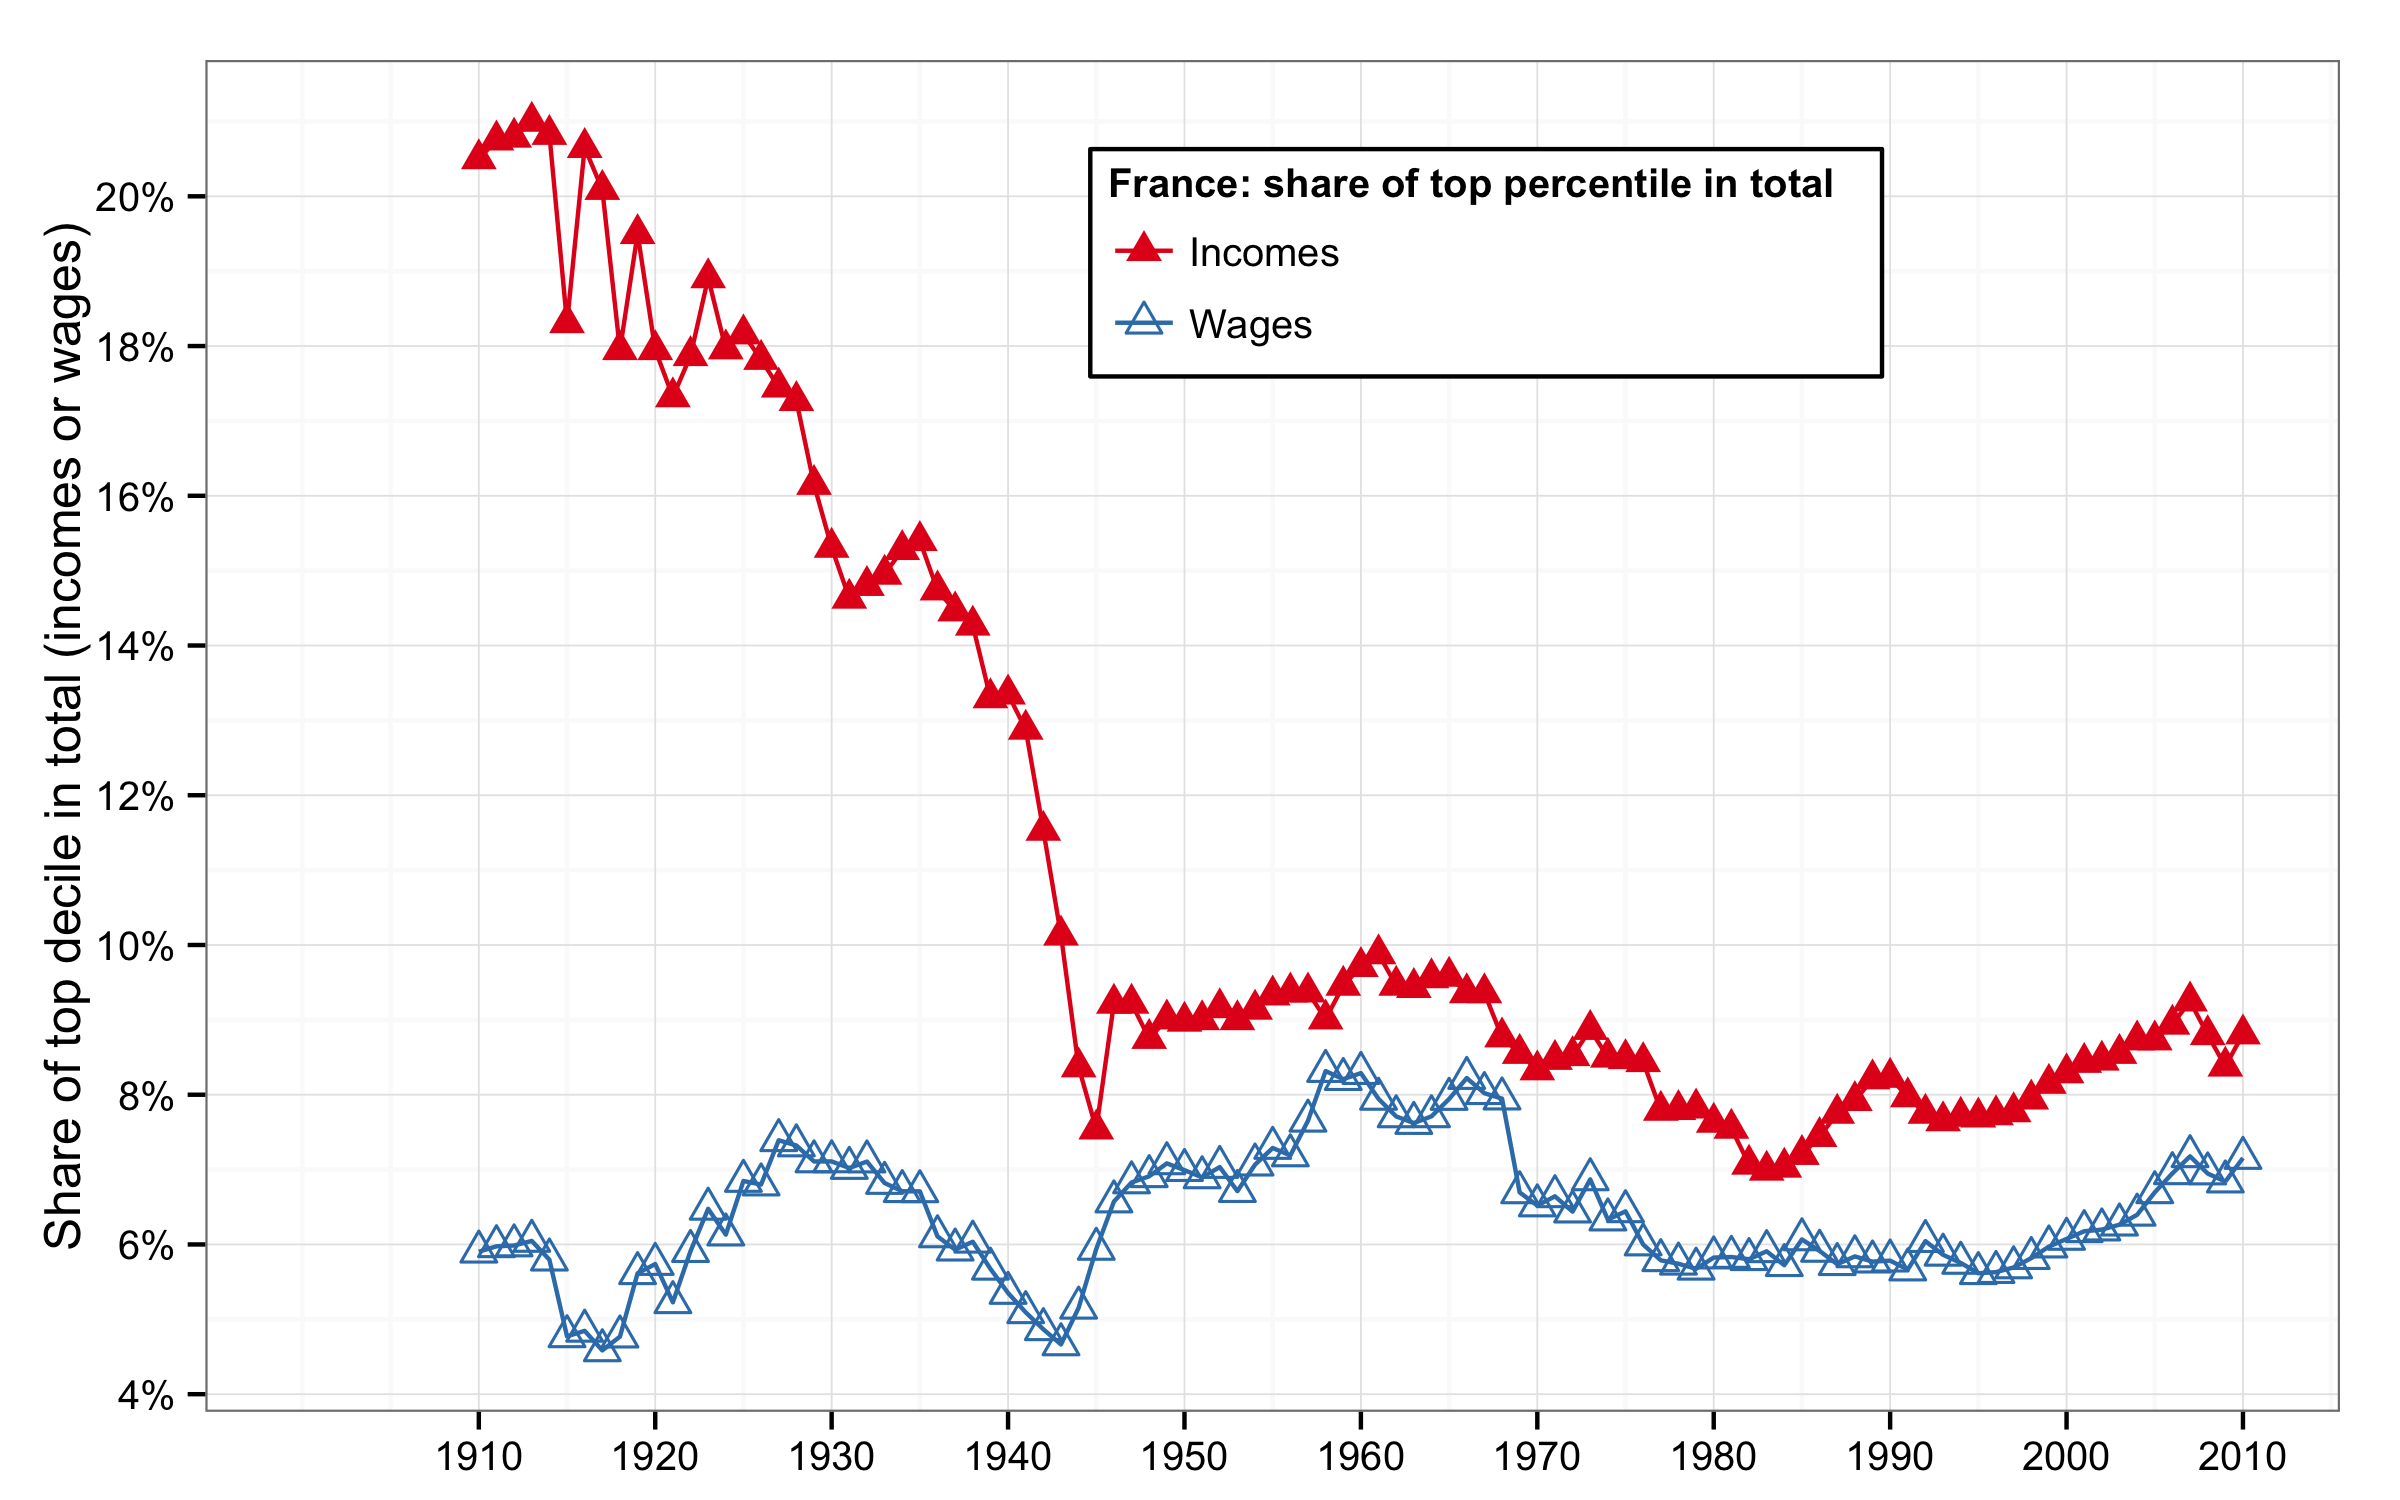 Share of top decile in total (incomes or wages)
20%
18%
16%
14%
12%
10%
8%
6%
4%
France: share of top percentile in total
Incomes
Wages
1910 1920 1930 1940 1950 1960 1970 1980 1990 2000 2010